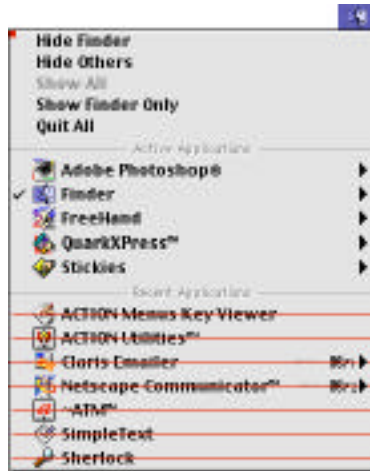 Hide Finder
Hide Others
Show All
Show Finder Only
Quit All
Active Applications
Adobe Photoshop®
Finder
FreeHand
QuarkXPress™
Stickies
Recent Applications
ACTION Menus Key Viewer
ACTION Utilities™
Claris Emailer
Netscape Communicator™
~ATM™
SimpleText
Sherlock